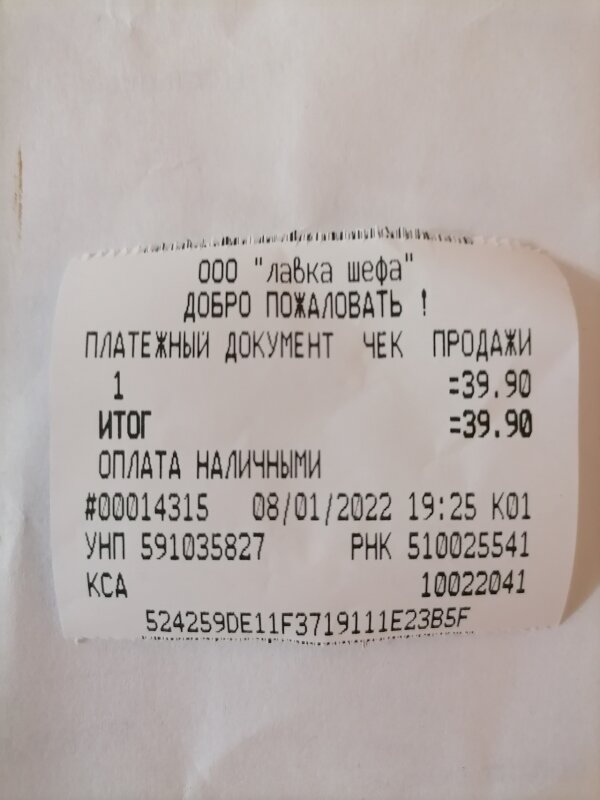 ООО "лавка шефа"
ДОБРО ПОЖАЛОВАТЬ !
ПЛАТЕЖНЫЙ ДОКУМЕНТ ЧЕК ПРОДАЖИ
1 =39.90
ИТОГ =39.90
ОПЛАТА НАЛИЧНЫМИ
#00014315 08/01/2022 19:25 К01
УНП 591035827 РНК 510025541
КСА 10022041
524259DE11F3719111E23B5F